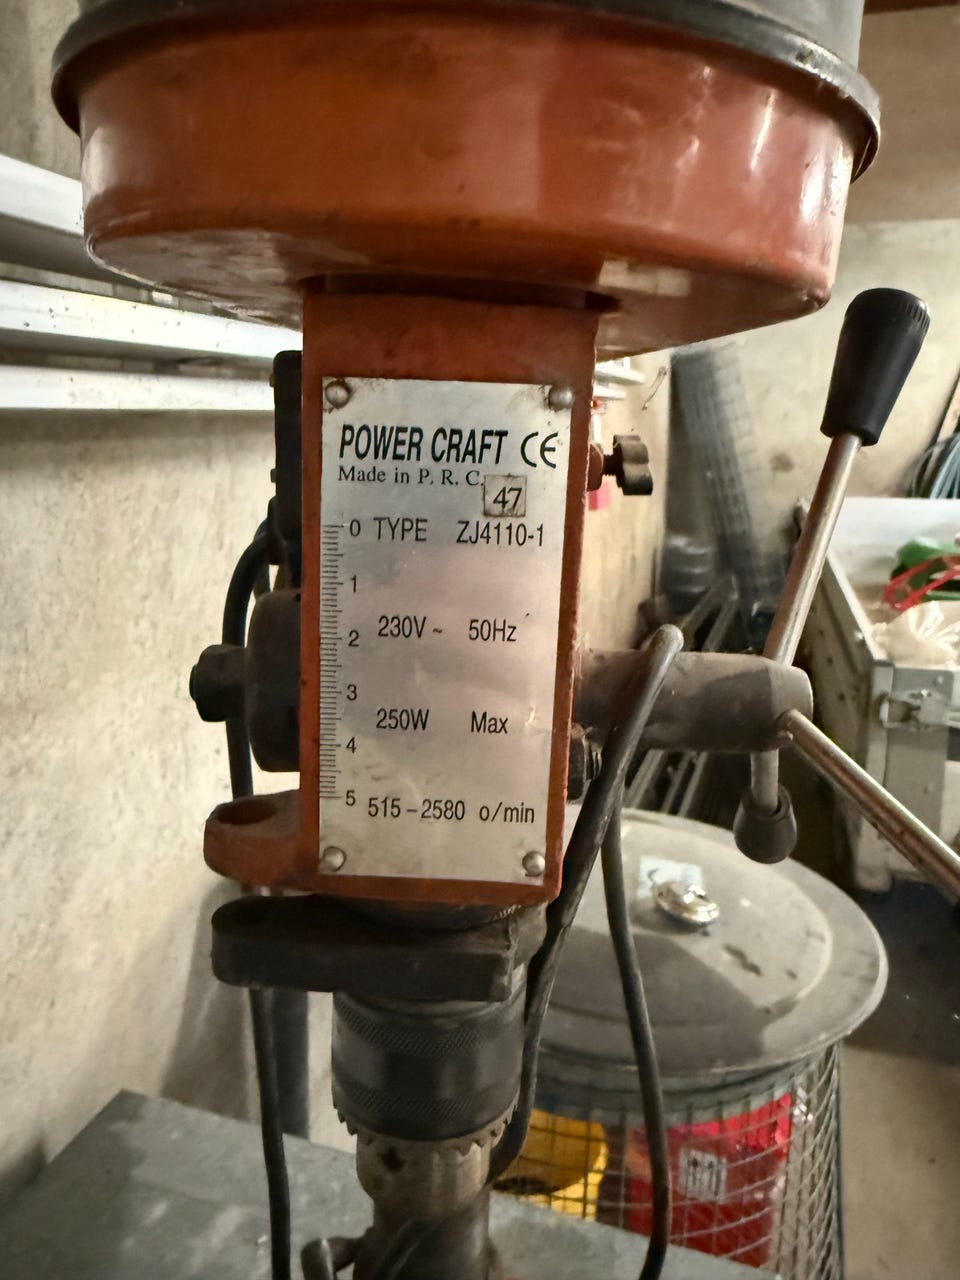 POWER CRAFT CE
Made in P. R. C.
47
0 TYPE ZJ4110-1
1
2 230V~ 50Hz
3
250W Max
4
5 515-2580 o/min